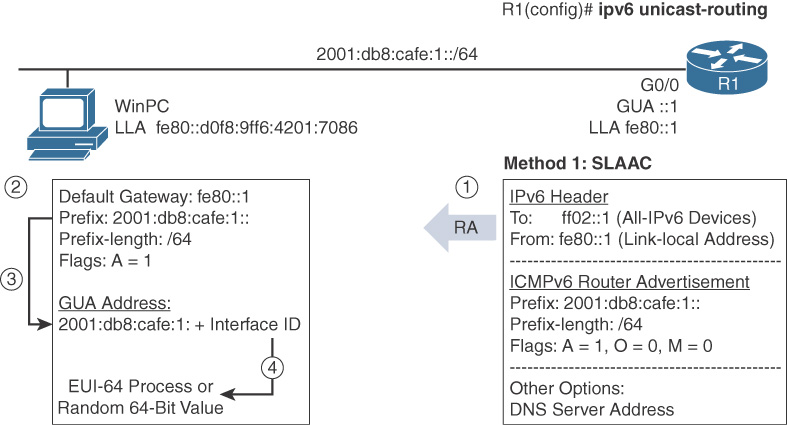 R1(config)# ipv6 unicast-routing
2001:db8:cafe:1::/64
WinPC
LLA fe80::d0f8:9ff6:4201:7086
G0/0
GUA ::1
LLA fe80::1
R1
Method 1: SLAAC
1
IPv6 Header
To: ff02::1 (All-IPv6 Devices)
From: fe80::1 (Link-local Address)
ICMPv6 Router Advertisement
Prefix: 2001:db8:cafe:1::
Prefix-length: /64
Flags: A = 1, O = 0, M = 0
Other Options:
DNS Server Address
RA
2
Default Gateway: fe80::1
Prefix: 2001:db8:cafe:1::
Prefix-length: /64
Flags: A = 1
3
GUA Address:
2001:db8:cafe:1: + Interface ID
4
EUI-64 Process or
Random 64-Bit Value